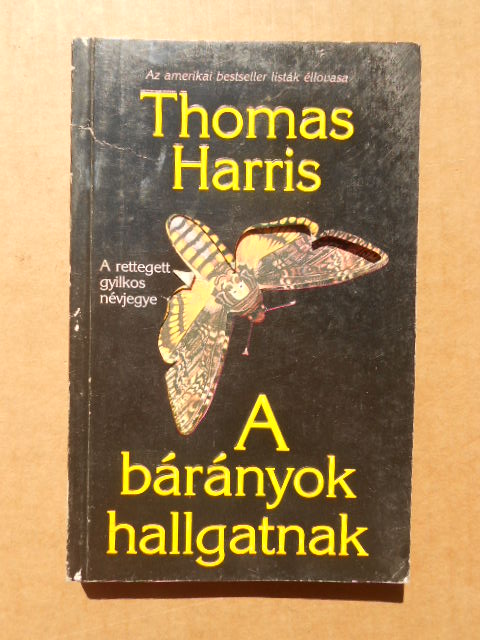 Az amerikai bestseller listák éllovasa
Thomas
Harris
A rettegett
gyilkos
névjegye
A
bárányok
hallgatnak